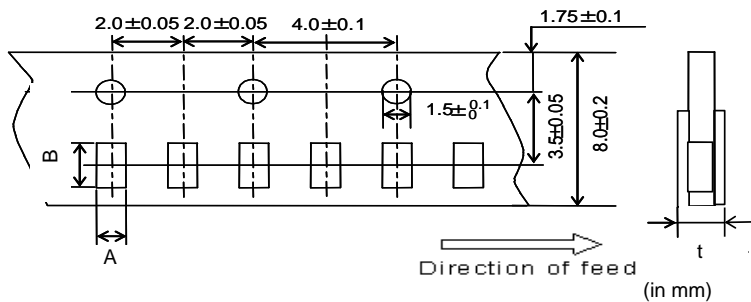 1.75±0.1
2.0±0.05 2.0±0.05 4.0±0.1
1.5±0.1 0
3.5±0.05
8.0±0.2
B
A
t
Direction of feed
(in mm)